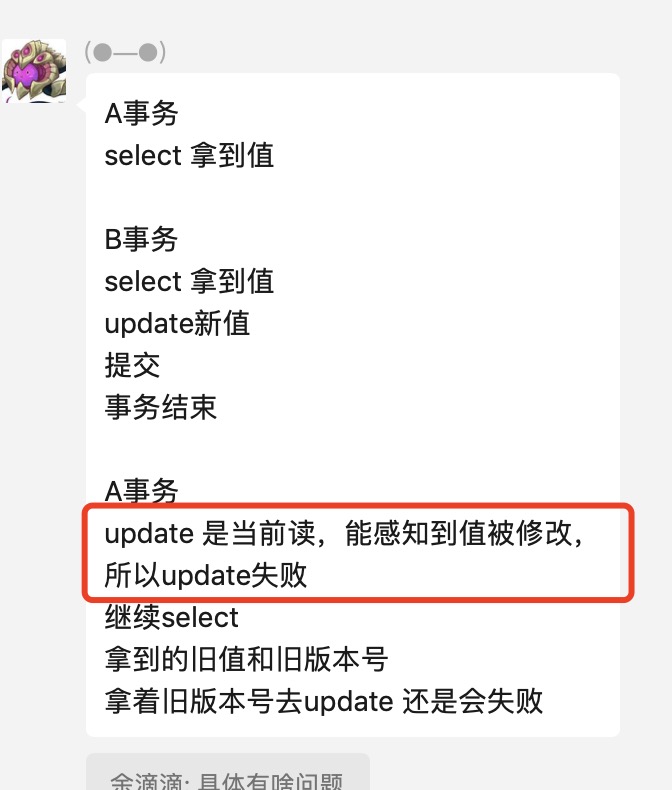 (●—●)
A事务
select 拿到值
B事务
select 拿到值
update新值
提交
事务结束
A事务
update 是当前读，能感知到值被修改，
所以update失败
继续select
拿到的旧值和旧版本号
拿着旧版本号去update 还是会失败
余滴滴: 具体有啥问题